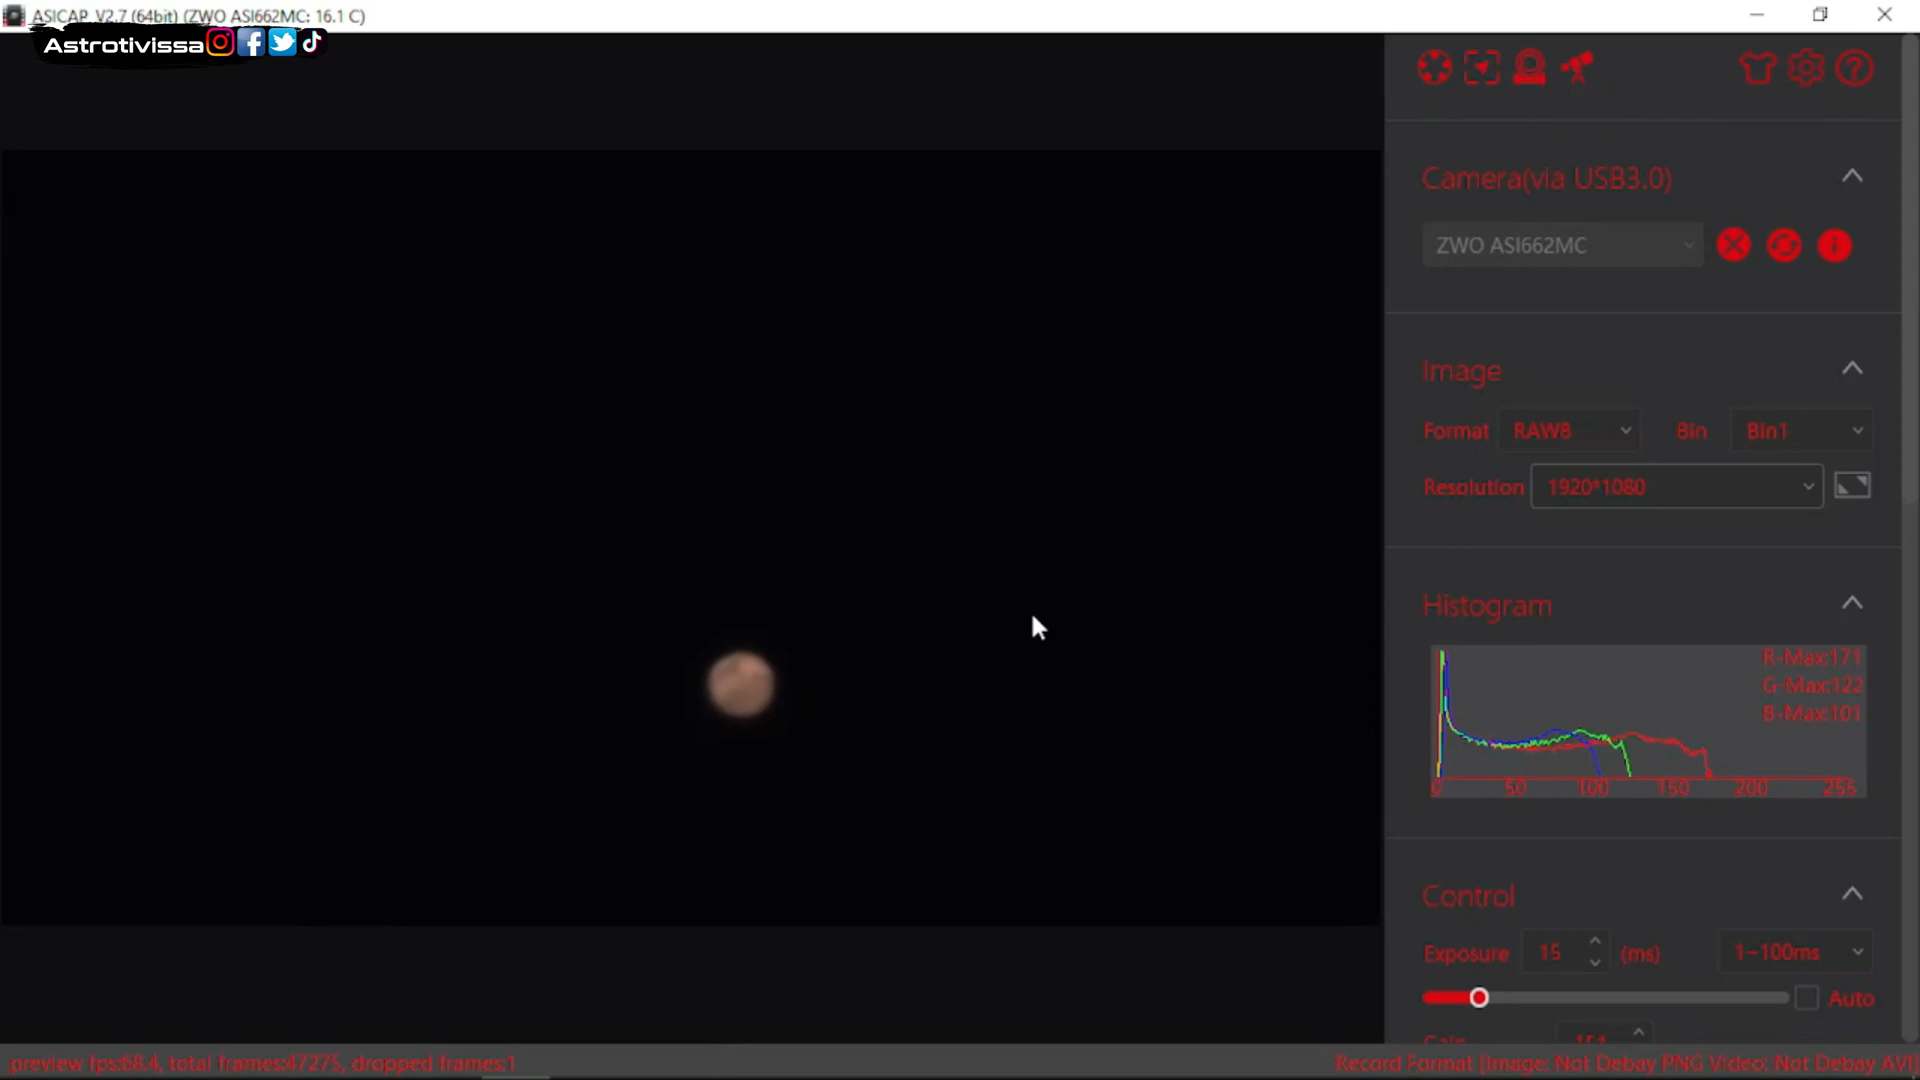 ASICAP V2.7 (64bit) (ZWO ASI662MC: 16.1 C)
Astrotivissa
Camera(via USB3.0)
ZWO ASI662MC
Image
Format RAW8 Bin Bin1
Resolution 1920*1080
Histogram
R-Max:171
G-Max:122
B-Max:101
0 50 100 150 200 255
Control
Exposure 15 (ms) 1~100ms
Auto
Gain 151
preview fps:68.4, total frames:47275, dropped frames:1
Record Format [Image: Not Debay PNG Video: Not Debay AVI]